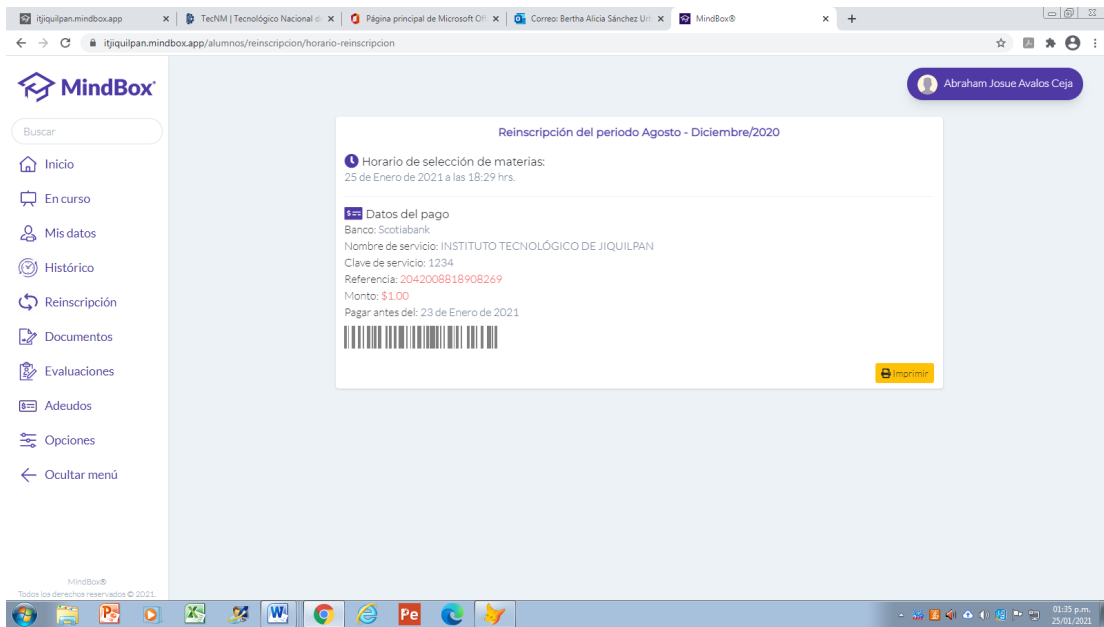 itjiquilpan.mindbox.app
TecNM | Tecnológico Nacional d
Página principal de Microsoft Off
Correo: Bertha Alicia Sánchez Uri
MindBox®
itjiquilpan.mindbox.app/alumnos/reinscripcion/horario-reinscripcion
MindBox
Abraham Josue Avalos Ceja
Buscar
Inicio
En curso
Mis datos
Histórico
Reinscripción
Documentos
Evaluaciones
Adeudos
Opciones
Ocultar menú
Reinscripción del periodo Agosto - Diciembre/2020
Horario de selección de materias:
25 de Enero de 2021 a las 18:29 hrs.
Datos del pago
Banco: Scotiabank
Nombre de servicio: INSTITUTO TECNOLÓGICO DE JIQUILPAN
Clave de servicio: 1234
Referencia: 2042008818908269
Monto: $1.00
Pagar antes del: 23 de Enero de 2021
Imprimir
MindBox®
Todos los derechos reservados © 2021.
Pe
01:35 p.m.
25/01/2021